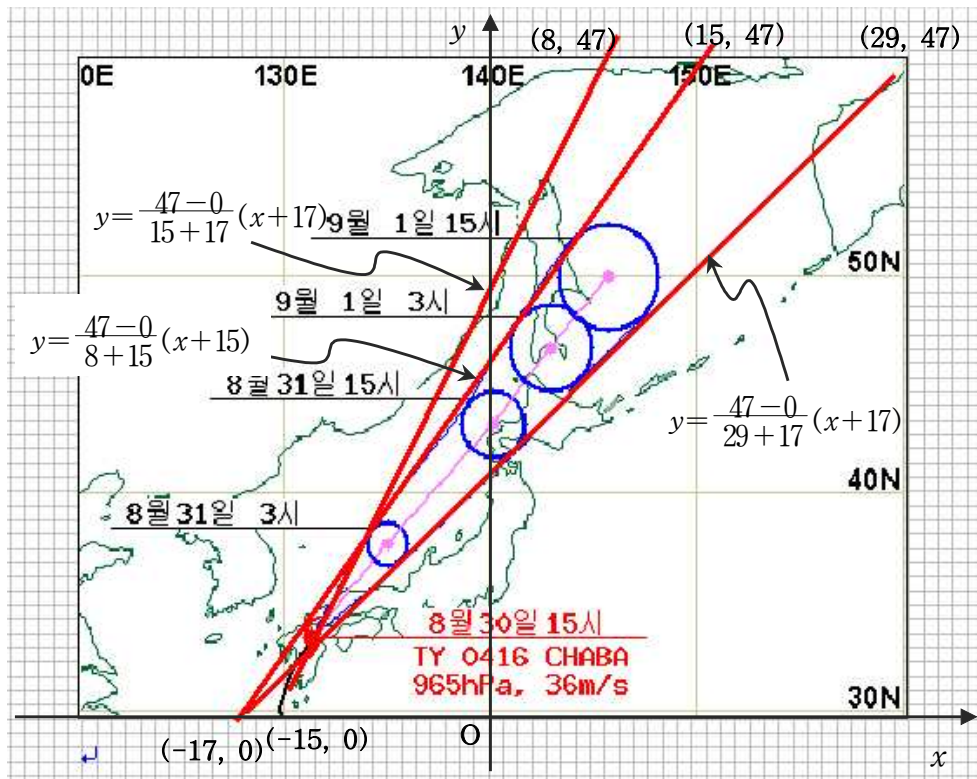 y
(8, 47)
(15, 47)
(29, 47)
0E
130E
140E
150E
y=\frac{47-0}{15+17}(x+17)
9월 1일 15시
50N
9월 1일 3시
y=\frac{47-0}{8+15}(x+15)
8월 31일 15시
y=\frac{47-0}{29+17}(x+17)
40N
8월 31일 3시
8월 30일 15시
TY 0416 CHABA
965hPa, 36m/s
30N
(-17, 0)
(-15, 0)
O
x